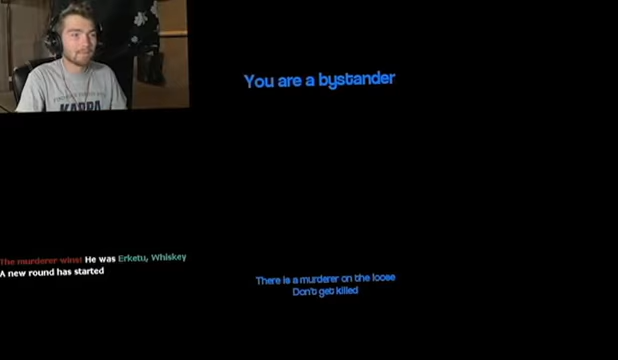 KAPPA
You are a bystander
The murderer wins! He was Erketu, Whiskey
A new round has started
There is a murderer on the loose
Don't get killed